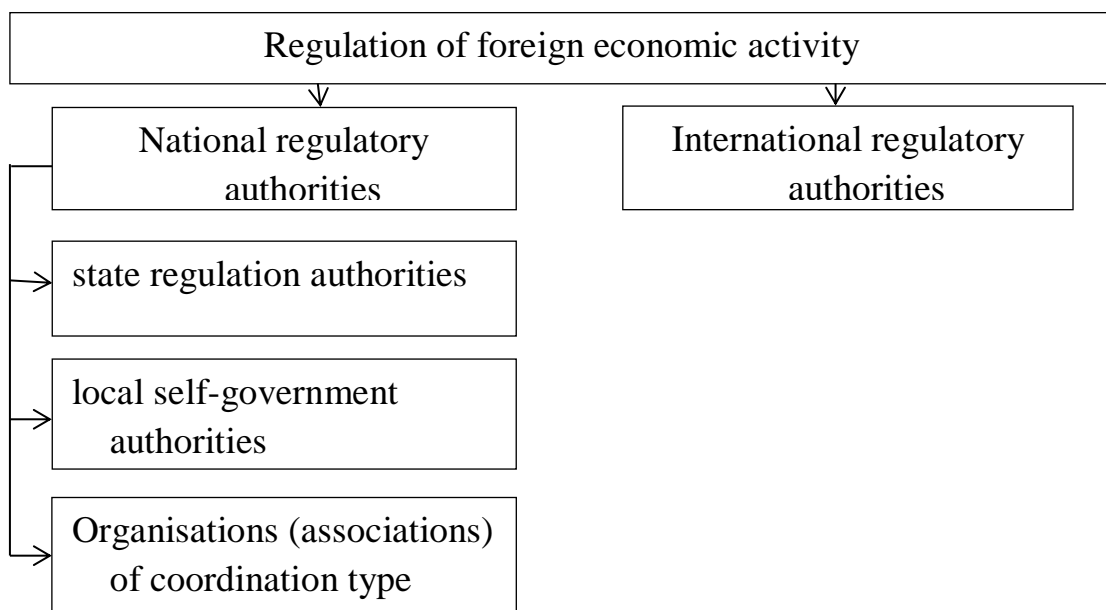 Regulation of foreign economic activity
National regulatory
authorities
International regulatory
authorities
state regulation authorities
local self-government
authorities
Organisations (associations)
of coordination type